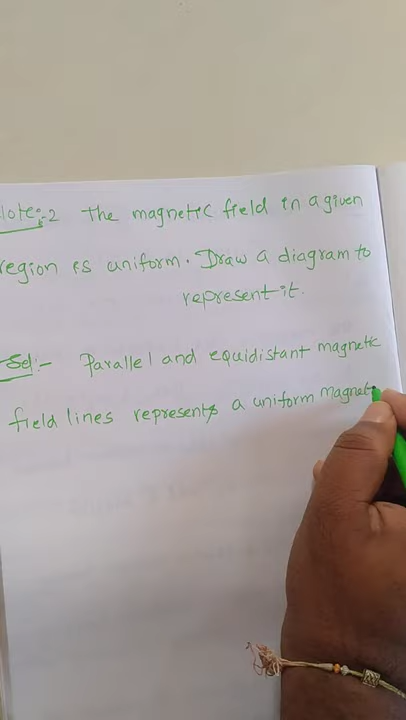 Note:-2 The magnetic field in a given
region is uniform. Draw a diagram to
represent it.
Sol:- Parallel and equidistant magnetic
field lines represents a uniform magnet